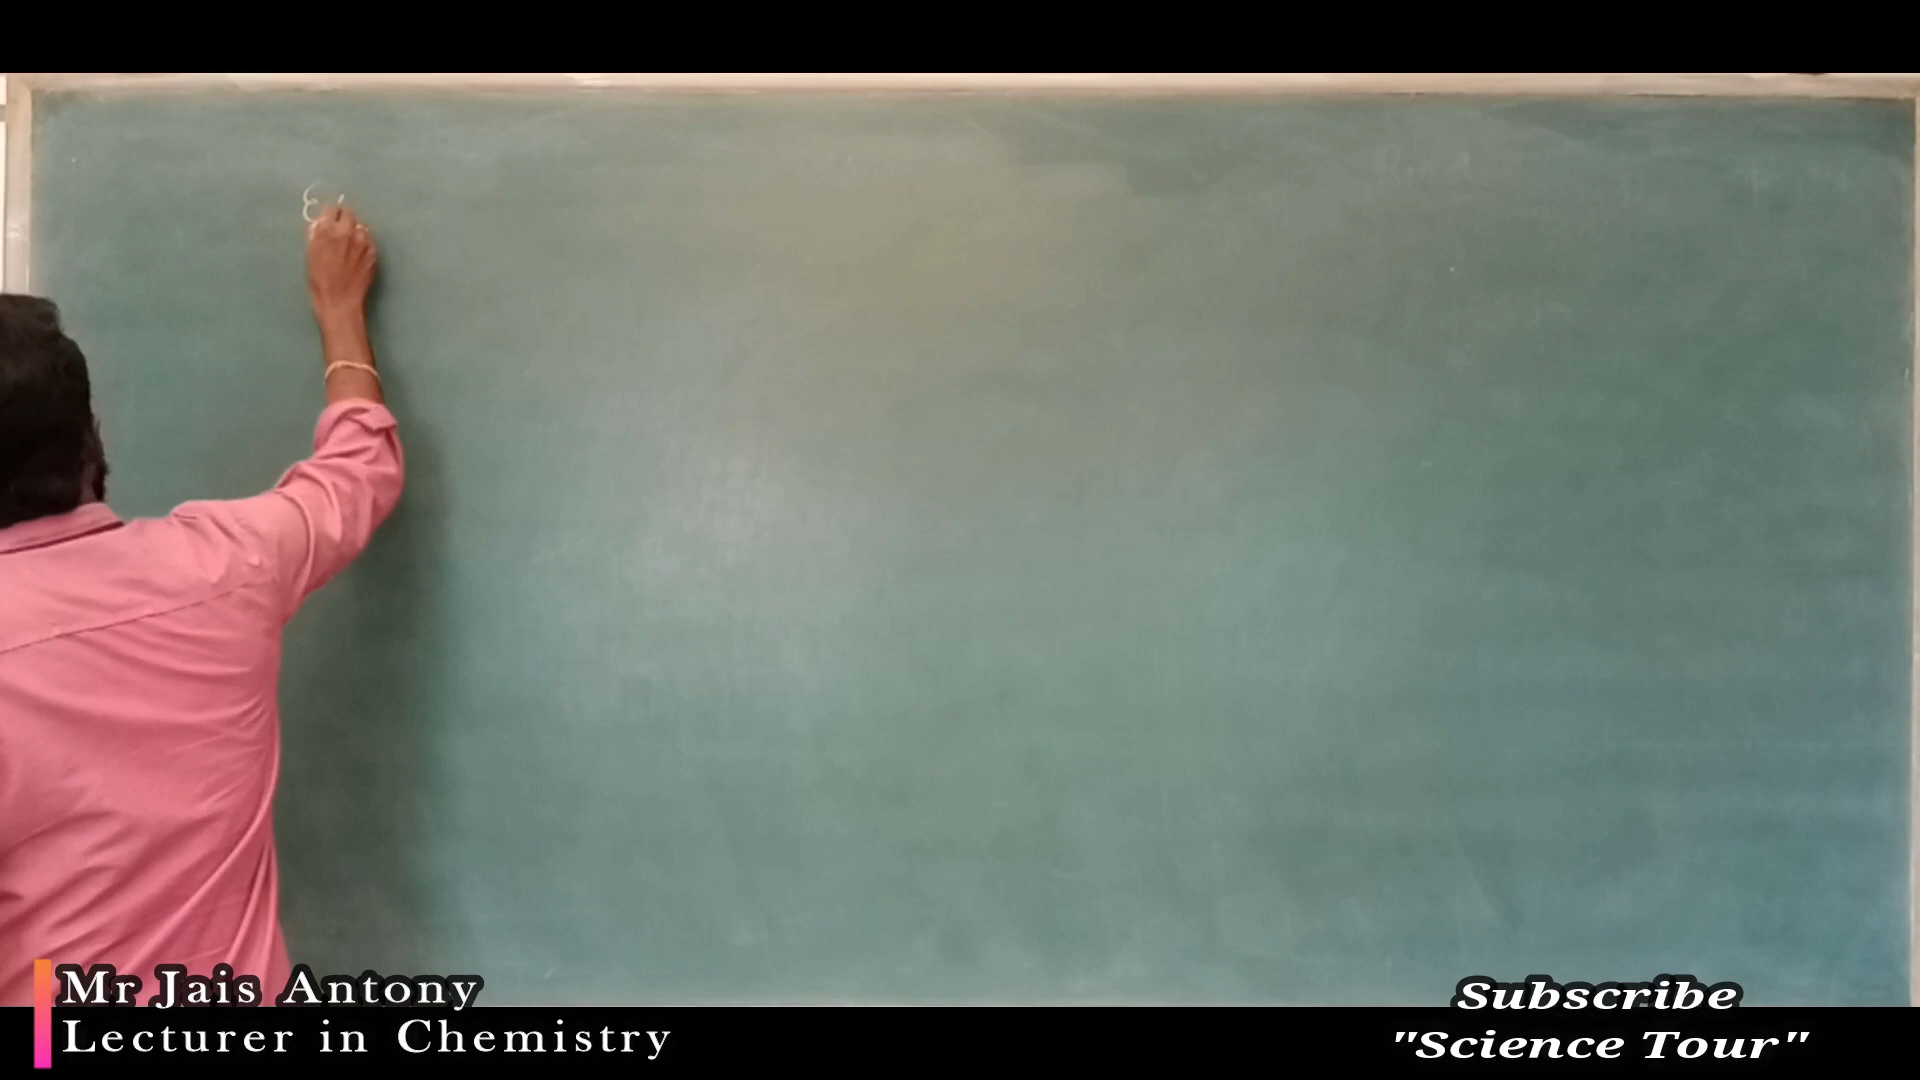 E
Mr Jais Antony
Lecturer in Chemistry
Subscribe
"Science Tour"